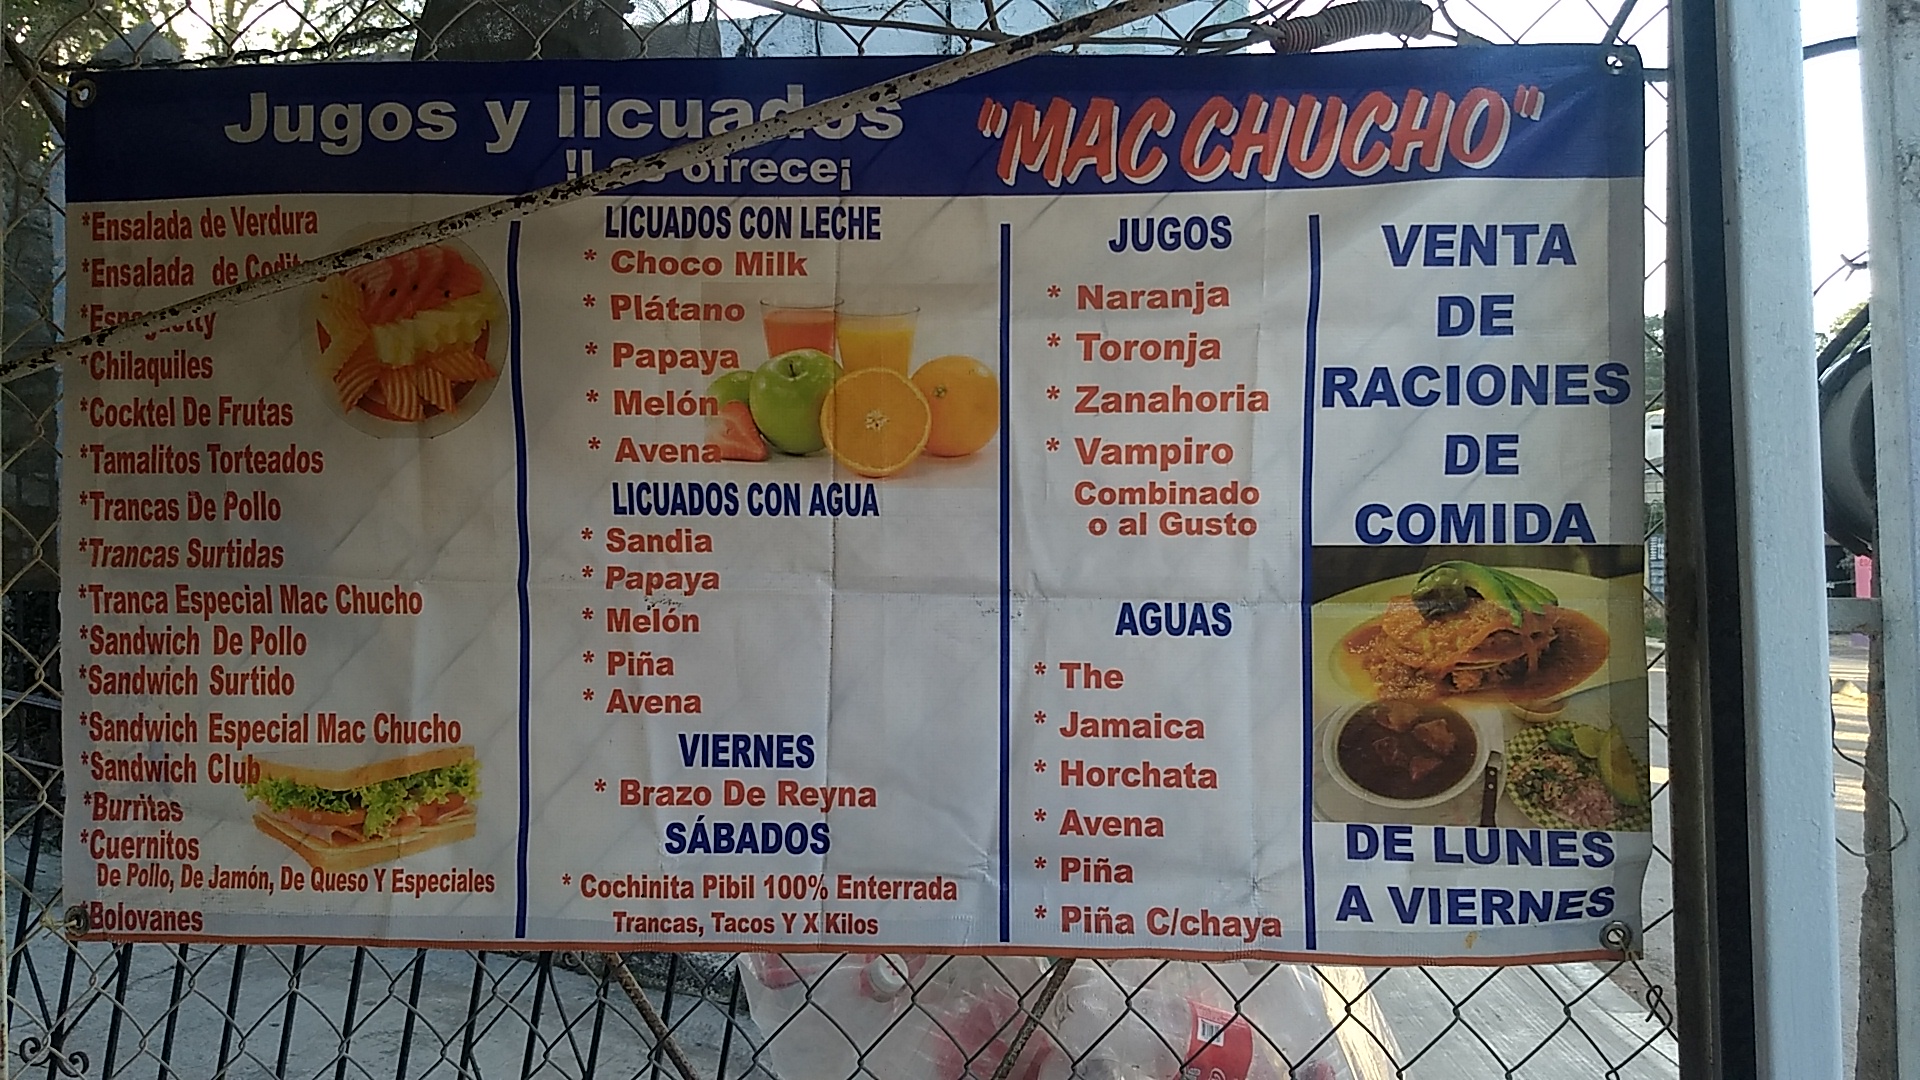 Jugos y licuados
"MAC CHUCHO"
ofrece¡
*Ensalada de Verdura
*Ensalada de
*Chilaquiles
*Cocktel De Frutas
*Tamalitos Torteados
*Trancas De Pollo
*Trancas Surtidas
*Tranca Especial Mac Chucho
*Sandwich De Pollo
*Sandwich Surtido
*Sandwich Especial Mac Chucho
*Sandwich Club
*Burritas
*Cuernitos
De Pollo, De Jamón, De Queso Y Especiales
*Bolovanes
LICUADOS CON LECHE
* Choco Milk
* Plátano
* Papaya
* Melón
* Avena
LICUADOS CON AGUA
* Sandia
* Papaya
* Melón
* Piña
* Avena
VIERNES
* Brazo De Reyna
SÁBADOS
* Cochinita Pibil 100% Enterrada
Trancas, Tacos Y X Kilos
JUGOS
* Naranja
* Toronja
* Zanahoria
* Vampiro
Combinado
o al Gusto
AGUAS
* The
* Jamaica
* Horchata
* Avena
* Piña
* Piña C/chaya
VENTA
DE
RACIONES
DE
COMIDA
DE LUNES
A VIERNES